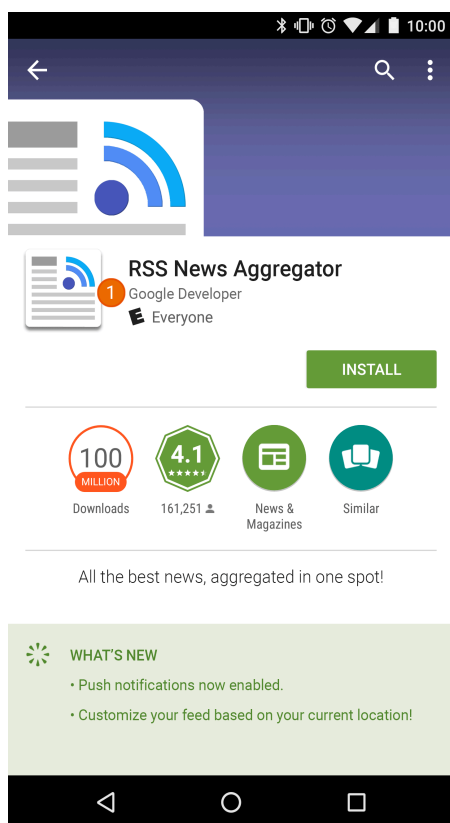 10:00
RSS News Aggregator
1
Google Developer
E Everyone
INSTALL
100
MILLION
4.1
Downloads
161,251
News &
Magazines
Similar
All the best news, aggregated in one spot!
WHAT'S NEW
• Push notifications now enabled.
• Customize your feed based on your current location!